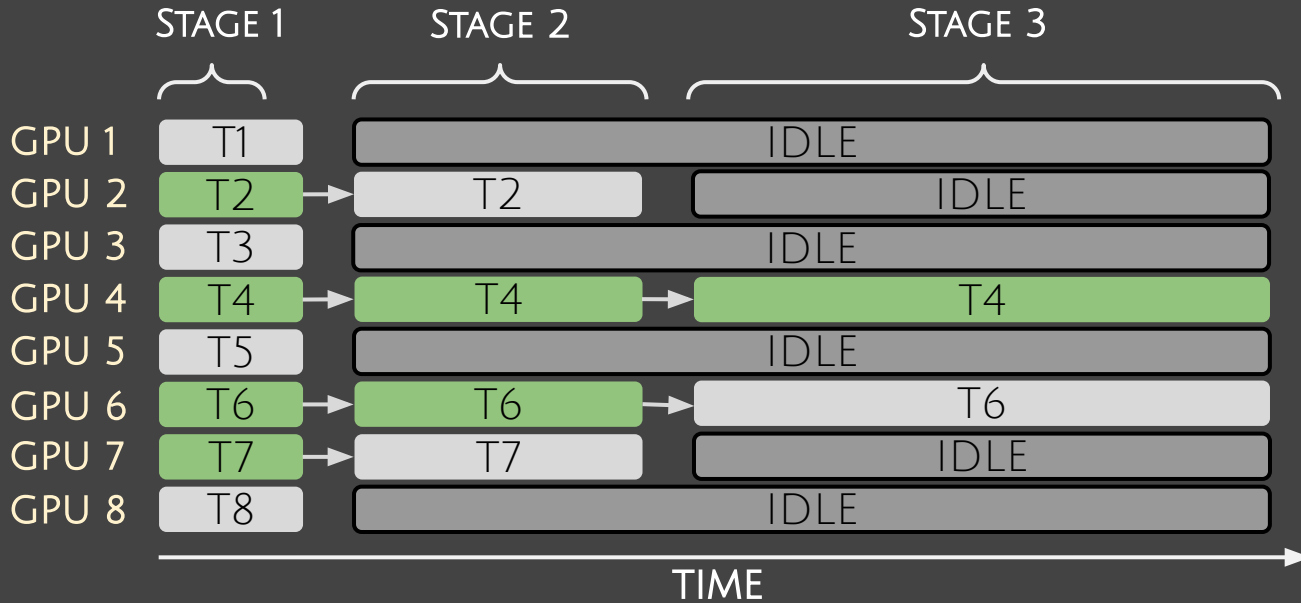 STAGE 1 STAGE 2 STAGE 3
GPU 1 T1 IDLE
GPU 2 T2 T2 IDLE
GPU 3 T3 IDLE
GPU 4 T4 T4 T4
GPU 5 T5 IDLE
GPU 6 T6 T6 T6
GPU 7 T7 T7 IDLE
GPU 8 T8 IDLE
TIME